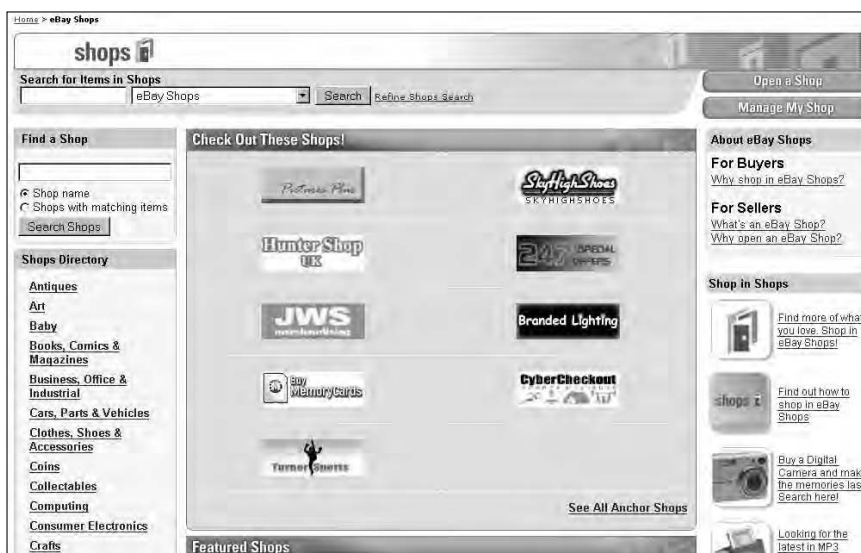 Home > eBay Shops
shops
Search for Items in Shops
eBay Shops
Search
Refine Shops Search
Open a Shop
Manage My Shop
Find a Shop
Shop name
Shops with matching items
Search Shops
Shops Directory
Antiques
Art
Baby
Books, Comics &
Magazines
Business, Office &
Industrial
Cars, Parts & Vehicles
Clothes, Shoes &
Accessories
Coins
Collectables
Computing
Consumer Electronics
Crafts
Check Out These Shops!
Pictures Plus
SkyHighShoes
SKYHIGHSHOES
Hunter Shop
UK
247 SPECIAL
OFFERS
JWS
merchandising
Branded Lighting
Buy
MemoryCards
CyberCheckout
Turner Sports
See All Anchor Shops
Featured Shops
About eBay Shops
For Buyers
Why shop in eBay Shops?
For Sellers
What's an eBay Shop?
Why open an eBay Shop?
Shop in Shops
Find more of what
you love. Shop in
eBay Shops!
shops
Find out how to
shop in eBay
Shops
Buy a Digital
Camera and mak
the memories las
Search here!
Looking for the
latest in MP3